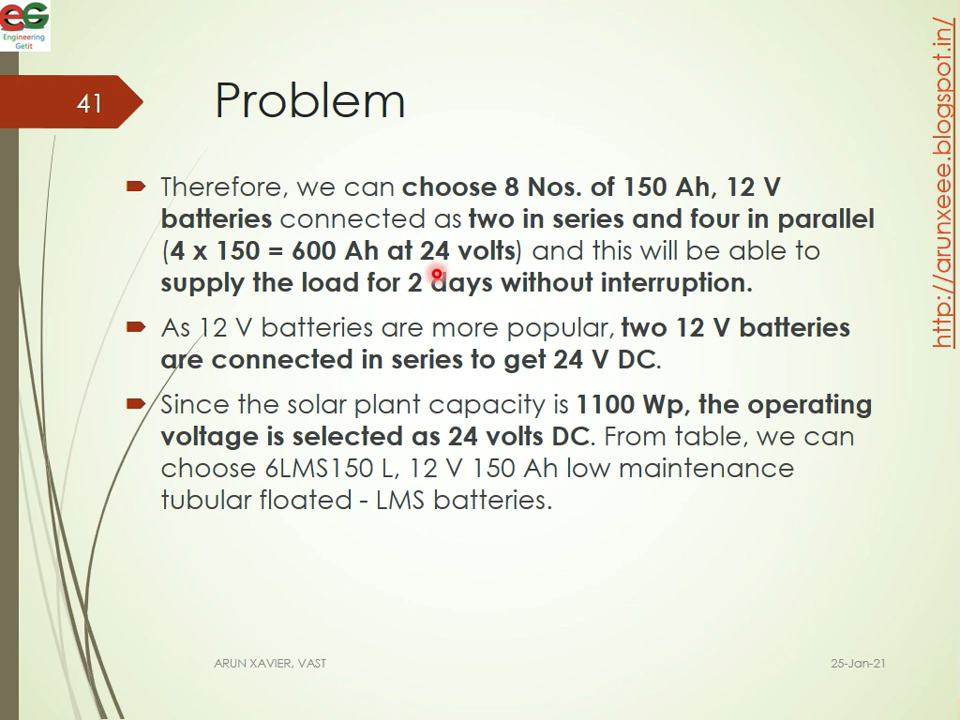 EG
Engineering
Getit
41
Problem
Therefore, we can choose 8 Nos. of 150 Ah, 12 V
batteries connected as two in series and four in parallel
(4 x 150 = 600 Ah at 24 volts) and this will be able to
supply the load for 2 days without interruption.
As 12 V batteries are more popular, two 12 V batteries
are connected in series to get 24 V DC.
Since the solar plant capacity is 1100 Wp, the operating
voltage is selected as 24 volts DC. From table, we can
choose 6LMS150 L, 12 V 150 Ah low maintenance
tubular floated - LMS batteries.
ARUN XAVIER, VAST
25-Jan-21
http://arunxeee.blogspot.in/